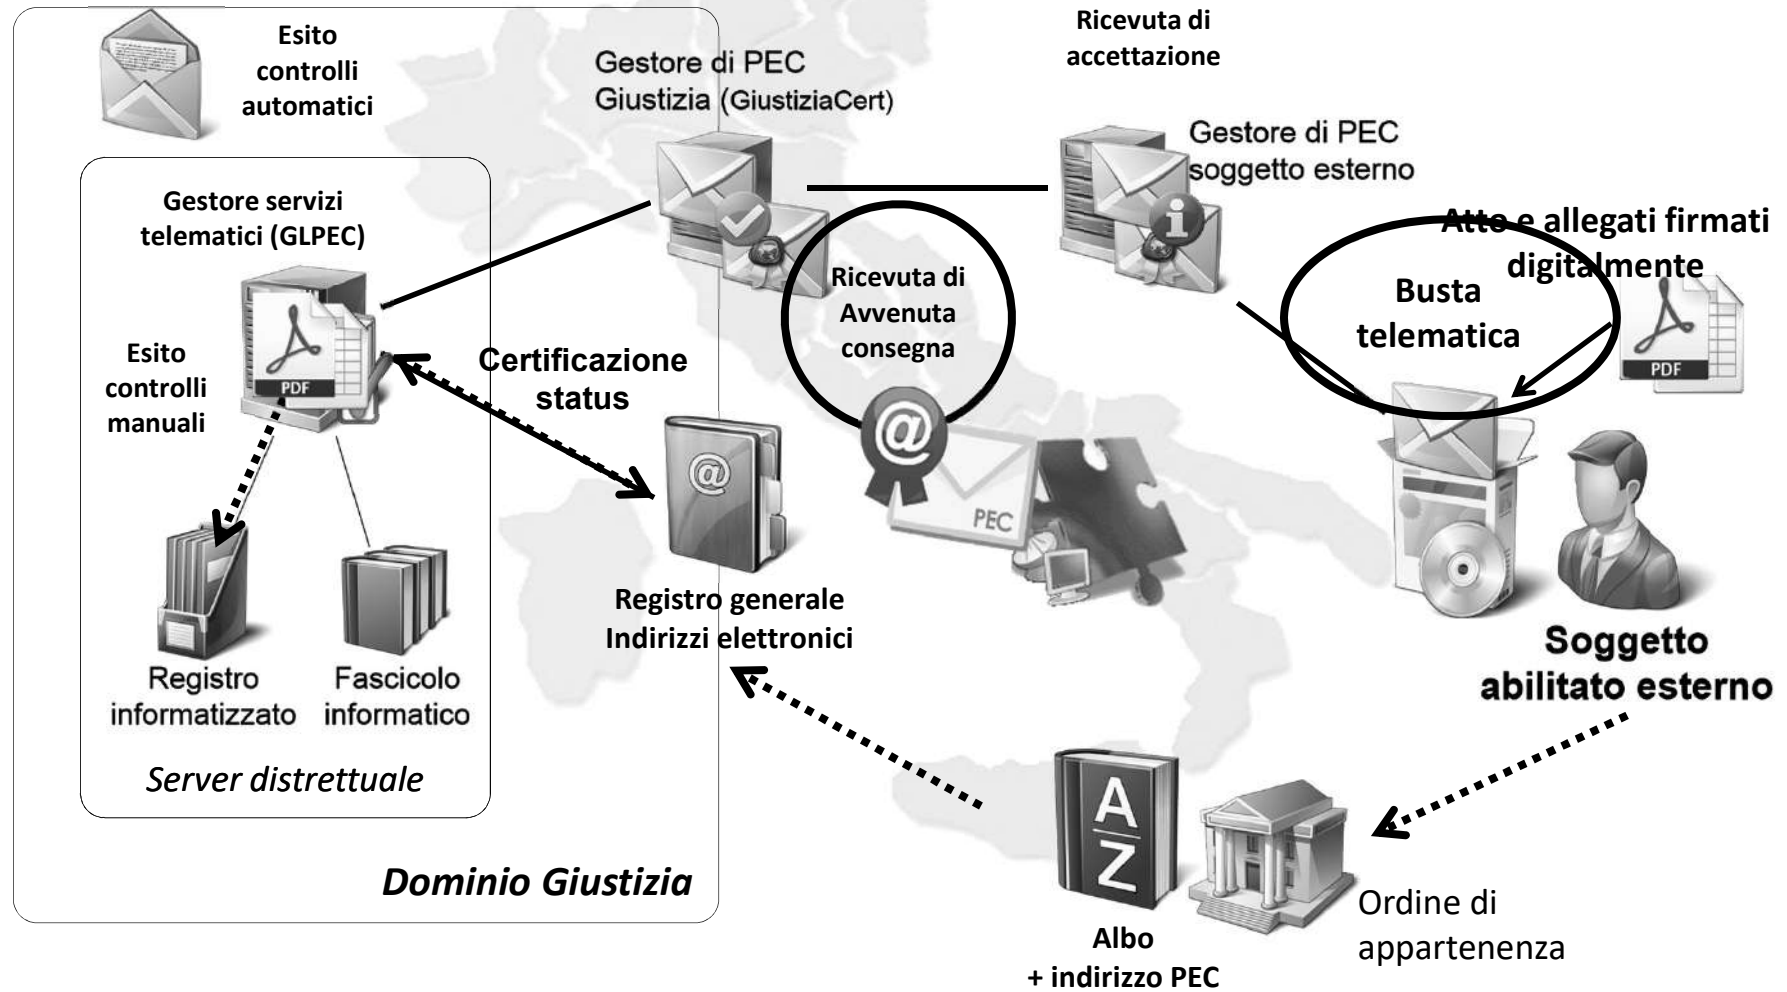 Esito
controlli
automatici
Gestore di PEC
Giustizia (GiustiziaCert)
Ricevuta di
accettazione
Gestore di PEC
soggetto esterno
Gestore servizi
telematici (GLPEC)
Atto e allegati firmati
digitalmente
Busta
telematica
PDF
Ricevuta di
Avvenuta
consegna
Esito
controlli
manuali
PDF
Certificazione
status
@
@
PEC
Registro generale
Indirizzi elettronici
Soggetto
abilitato esterno
Registro
informatizzato
Fascicolo
informatico
Server distrettuale
Dominio Giustizia
A
Z
Albo
+ indirizzo PEC
Ordine di
appartenenza